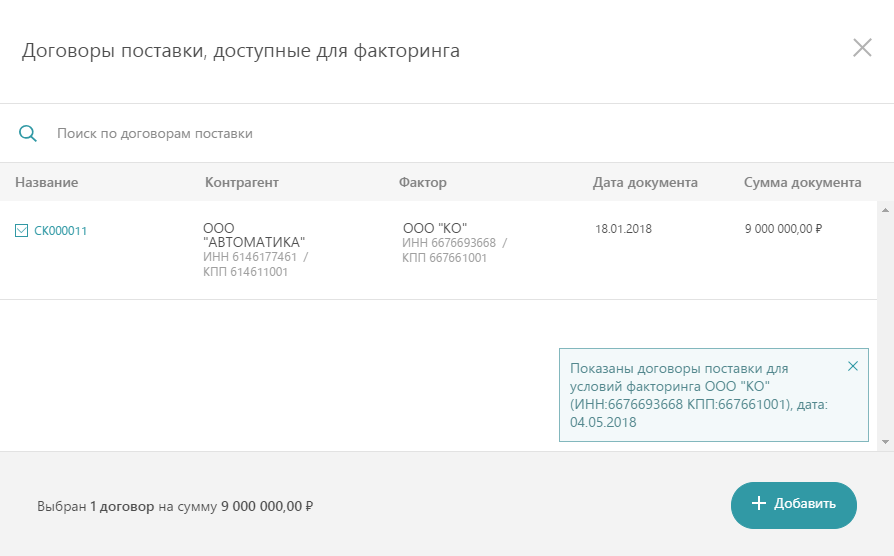 Договоры поставки, доступные для факторинга
Поиск по договорам поставки
Название Контрагент Фактор Дата документа Сумма документа
СК000011 ООО "АВТОМАТИКА" ИНН 6146177461 / КПП 614611001 ООО "КО" ИНН 6676693668 / КПП 667661001 18.01.2018 9 000 000,00 ₽
Показаны договоры поставки для
условий факторинга ООО "КО"
(ИНН:6676693668 КПП:667661001), дата:
04.05.2018
Выбран 1 договор на сумму 9 000 000,00 ₽
Добавить